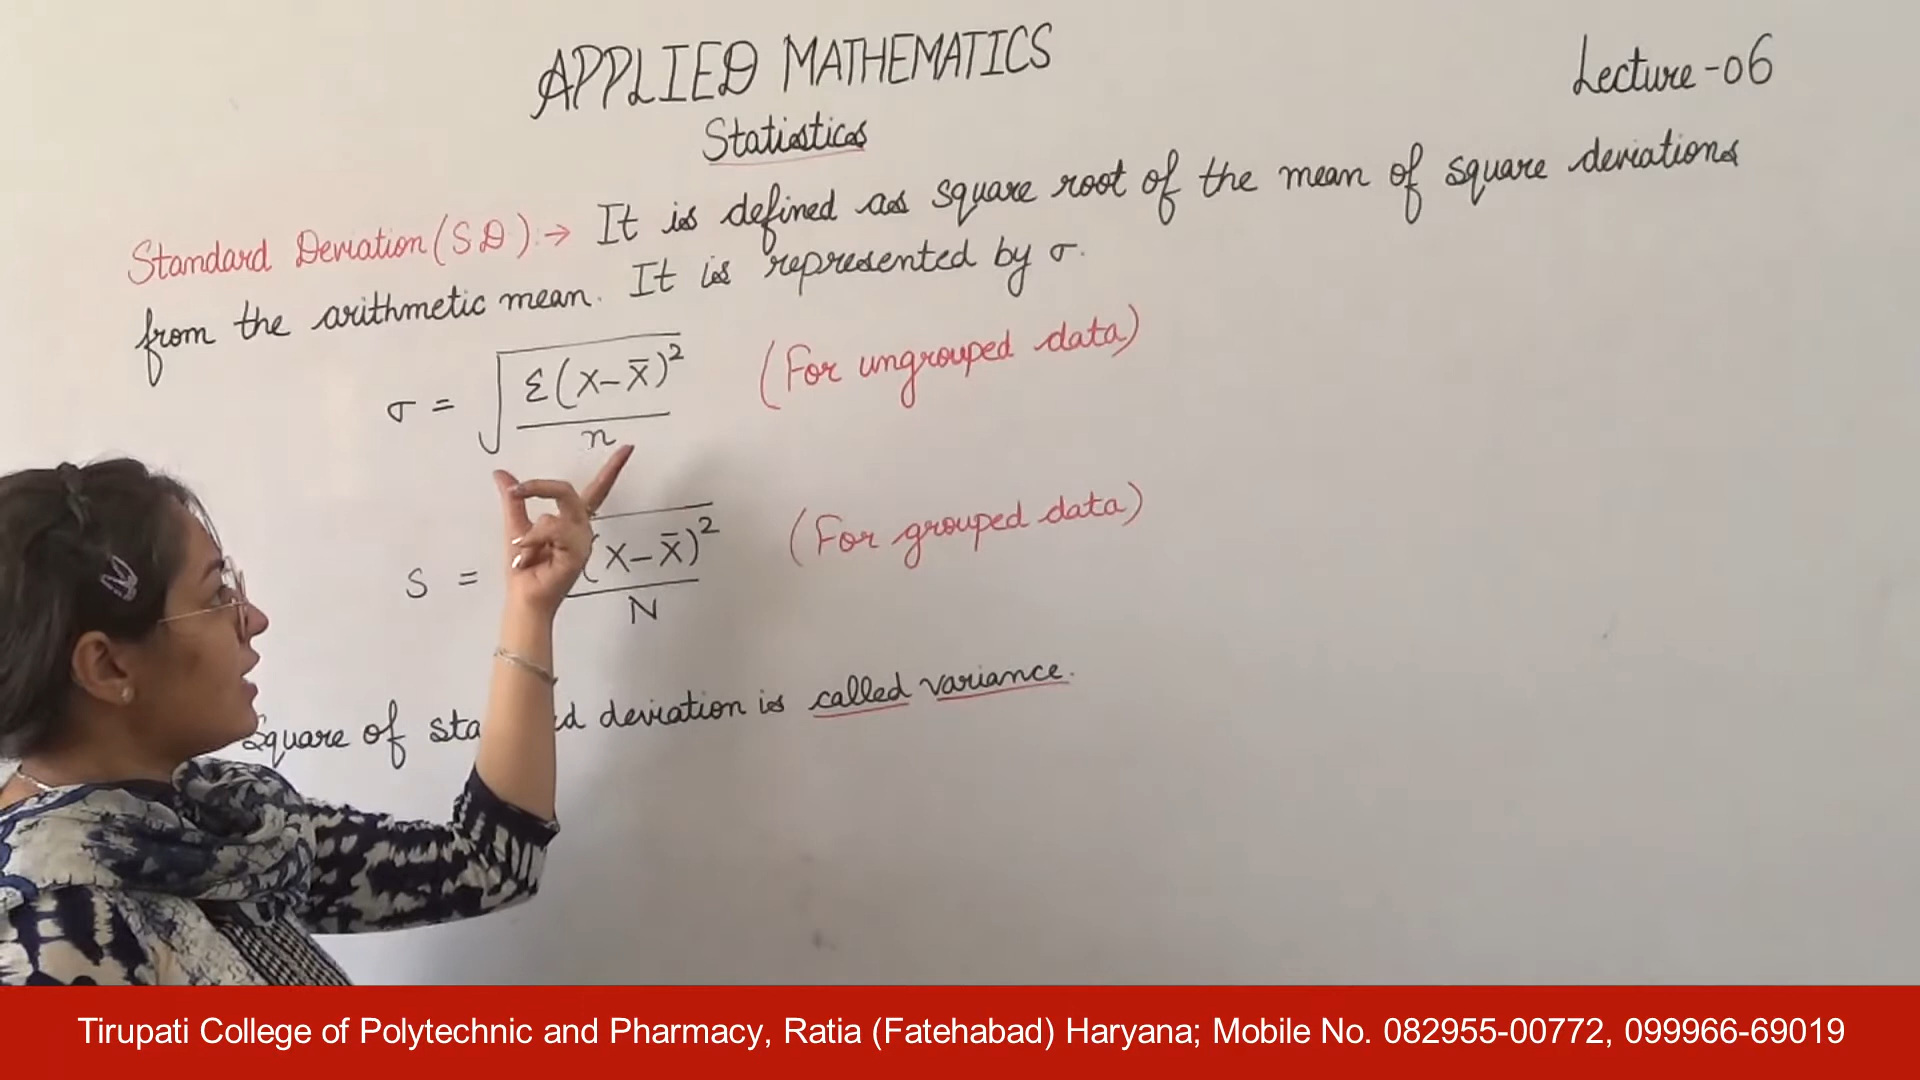 APPLIED MATHEMATICS
Lecture-06
Statistics
Standard Deviation (SD) :→ It is defined as square root of the mean of square deviations
from the arithmetic mean. It is represented by σ.
σ = √(Σ(x-x̄)²/n) (For ungrouped data)
S = (x-x̄)²/N (For grouped data)
Square of deviation is called variance.
Tirupati College of Polytechnic and Pharmacy, Ratia (Fatehabad) Haryana; Mobile No. 082955-00772, 099966-69019